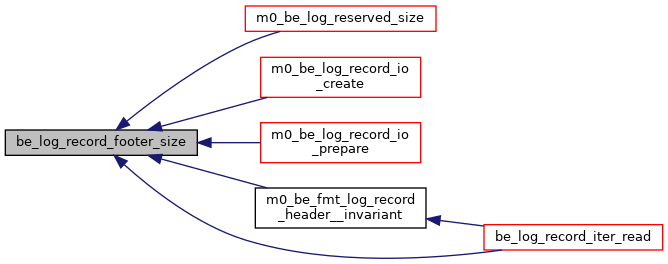 m0_be_log_reserved_size
m0_be_log_record_io
_create
be_log_record_footer_size
m0_be_log_record_io
_prepare
m0_be_fmt_log_record
_header__invariant
be_log_record_iter_read